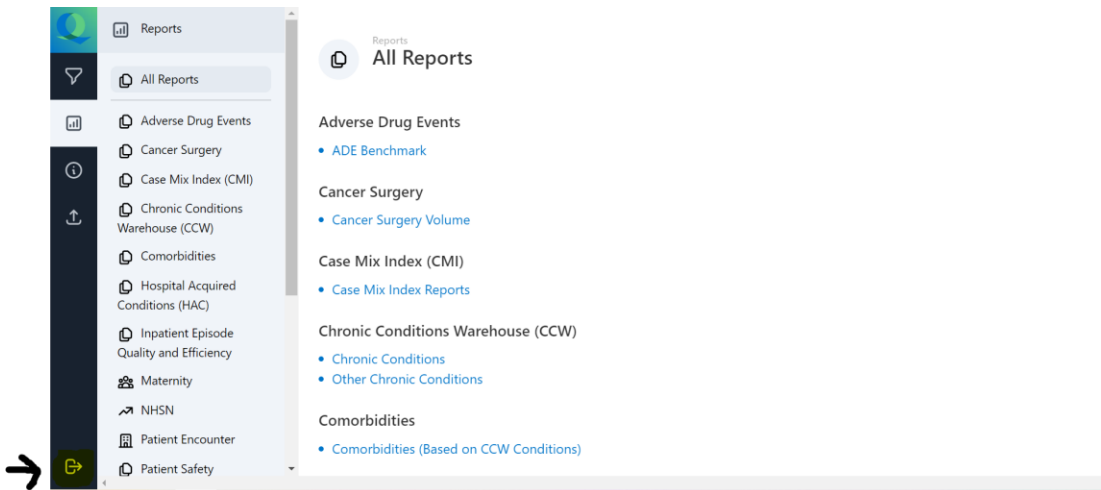 Reports
All Reports
Adverse Drug Events
Cancer Surgery
Case Mix Index (CMI)
Chronic Conditions
Warehouse (CCW)
Comorbidities
Hospital Acquired
Conditions (HAC)
Inpatient Episode
Quality and Efficiency
Maternity
NHSN
Patient Encounter
Patient Safety
Reports
All Reports
Adverse Drug Events
ADE Benchmark
Cancer Surgery
Cancer Surgery Volume
Case Mix Index (CMI)
Case Mix Index Reports
Chronic Conditions Warehouse (CCW)
Chronic Conditions
Other Chronic Conditions
Comorbidities
Comorbidities (Based on CCW Conditions)